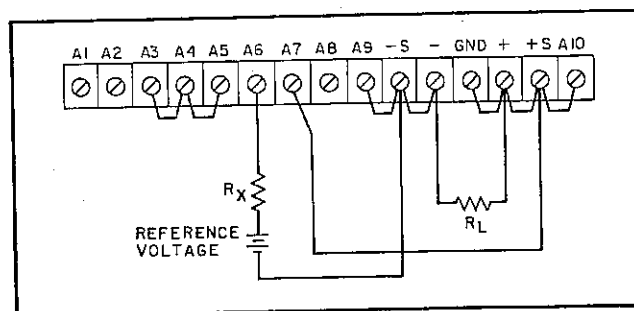 A1 A2 A3 A4 A5 A6 A7 A8 A9 -S - GND + +S A10
RX
REFERENCE
VOLTAGE
RL